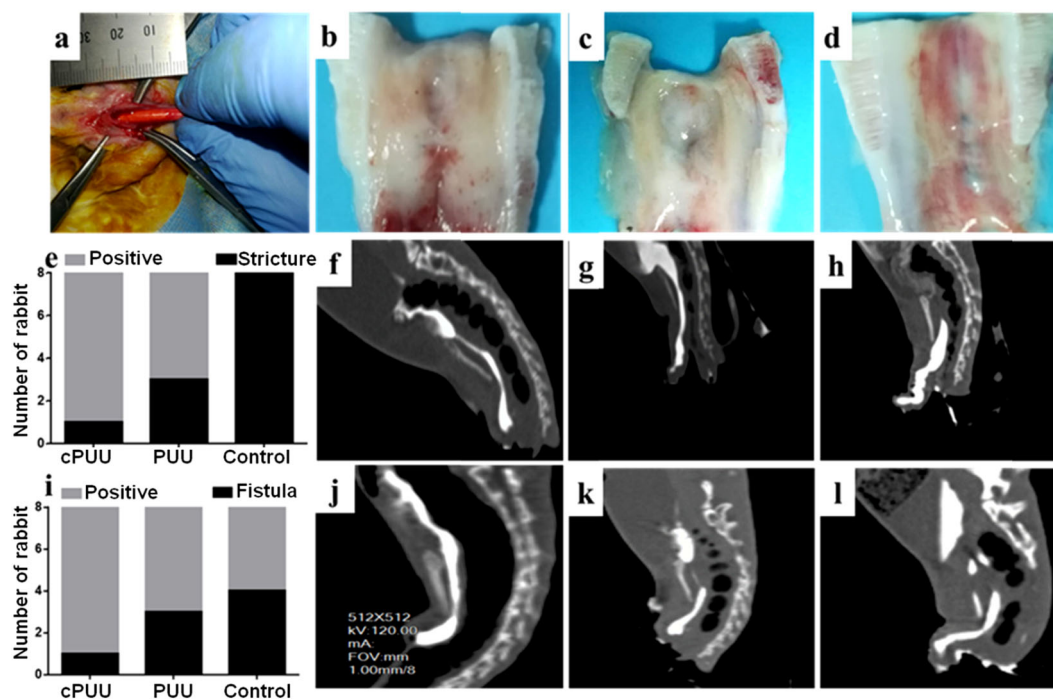 a
30 20 10
b
c
d
e
Positive Stricture
Number of rabbit
8
6
4
2
0
cPUU PUU Control
f
g
h
i
Positive Fistula
Number of rabbit
8
6
4
2
0
cPUU PUU Control
j
512X512
kV:120.00
mA:
FOV:mm
1.00mm/8
k
l